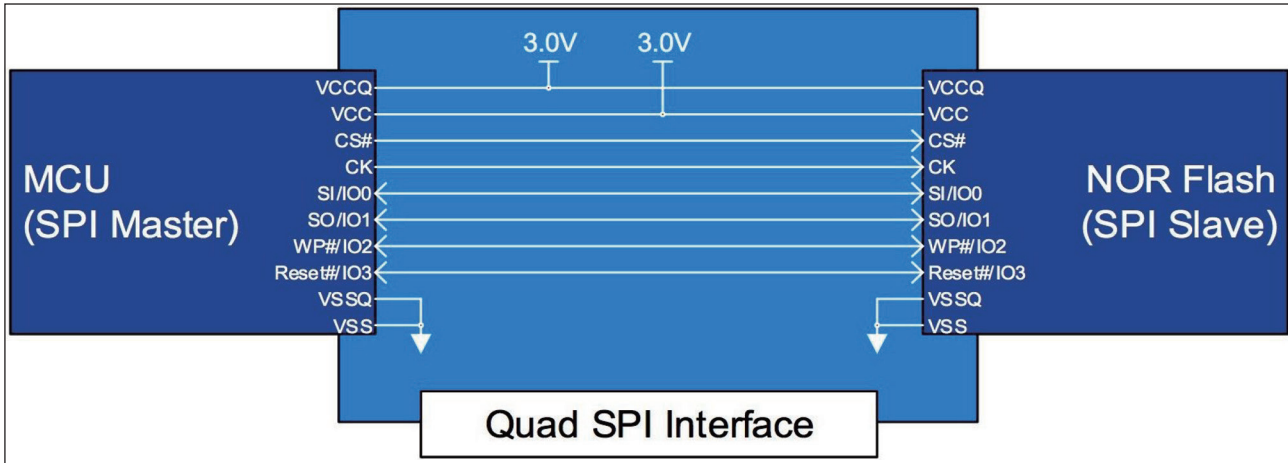 3.0V 3.0V
VCCQ VCCQ
VCC VCC
CS# CS#
CK CK
MCU
(SPI Master)
SI/IO0 SI/IO0
SO/IO1 SO/IO1
WP#/IO2 WP#/IO2
Reset#/IO3 Reset#/IO3
NOR Flash
(SPI Slave)
VSSQ VSSQ
VSS VSS
Quad SPI Interface